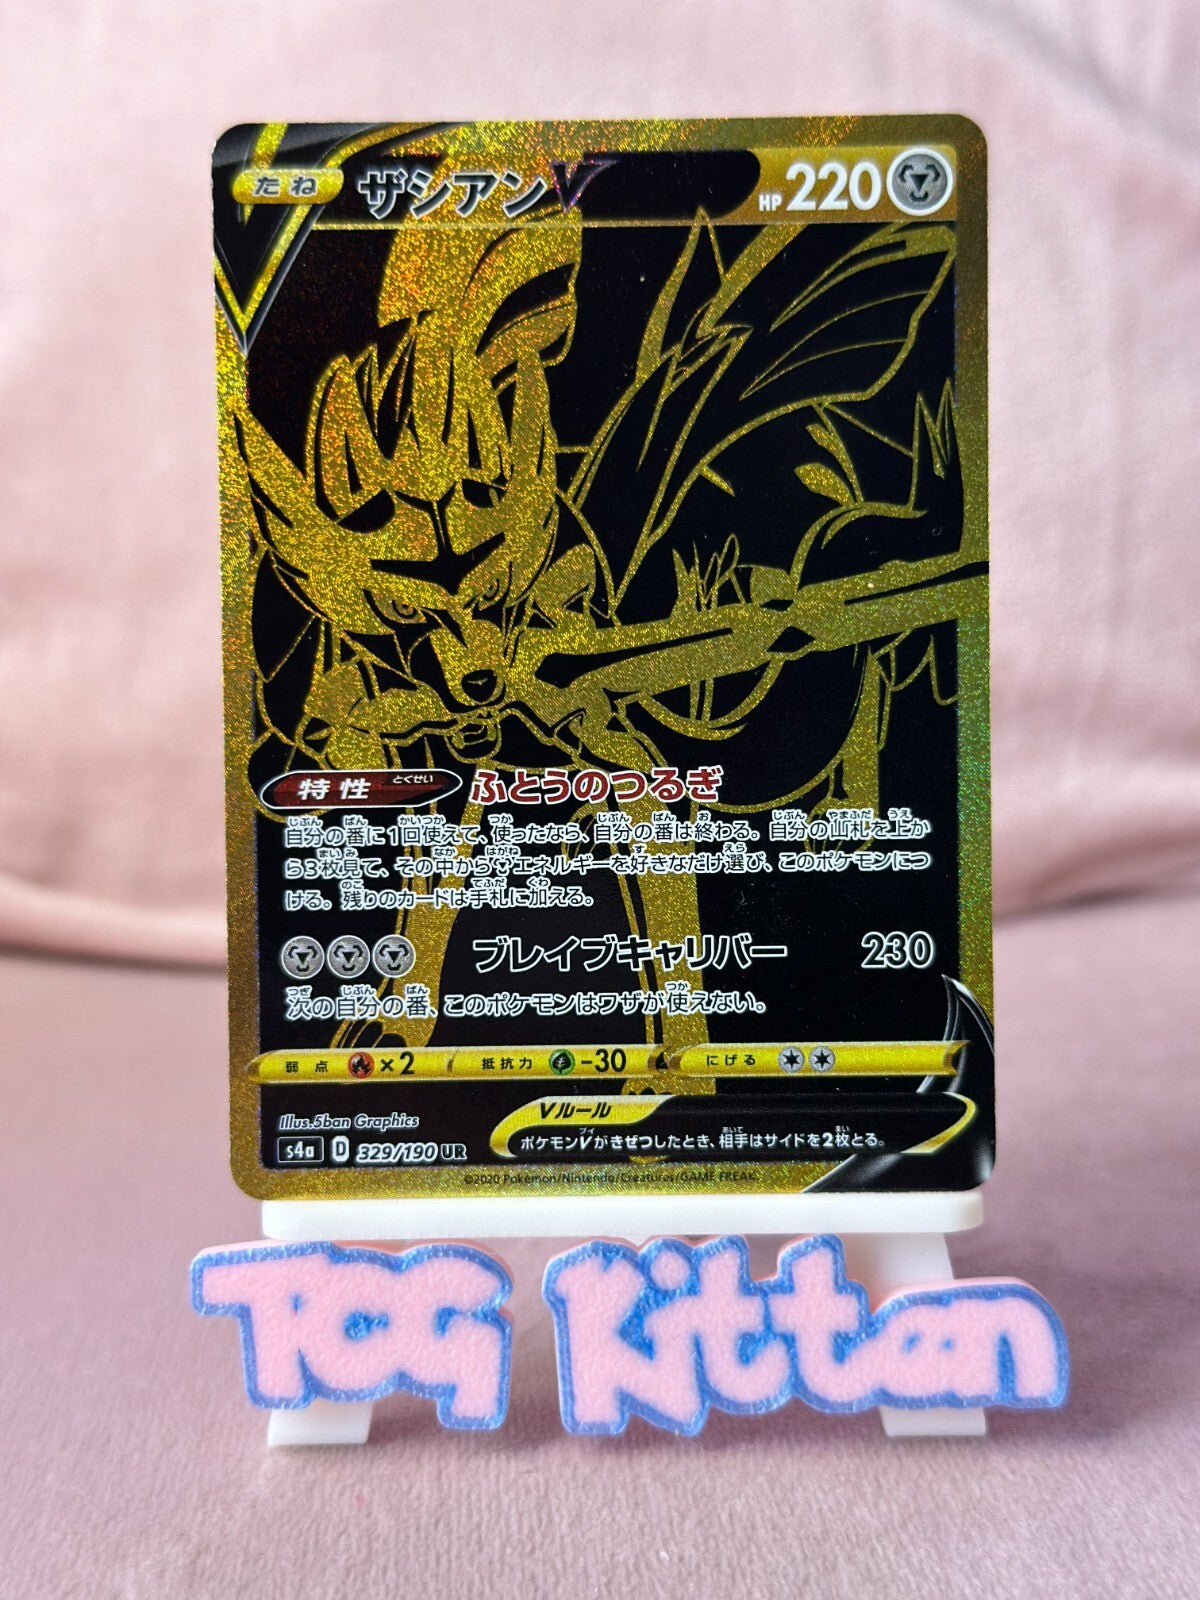 たね ザシアンV HP 220
特性 とくせい ふとうのつるぎ
自分の番に1回使えて、使ったなら、自分の番は終わる。自分の山札を上か
ら3枚見て、その中からエネルギーを好きなだけ選び、このポケモンにつ
ける。残りのカードは手札に加える。
ブレイブキャリバー 230
次の自分の番、このポケモンはワザが使えない。
弱点 ×2 抵抗力 -30 にげる
Illus.5ban Graphics
Vルール
ポケモンVがきぜつしたとき、相手はサイドを2枚とる。
s4a D 329/190 UR
©2020 Pokémon/Nintendo/Creatures/GAME FREAK.
TCG Kitten